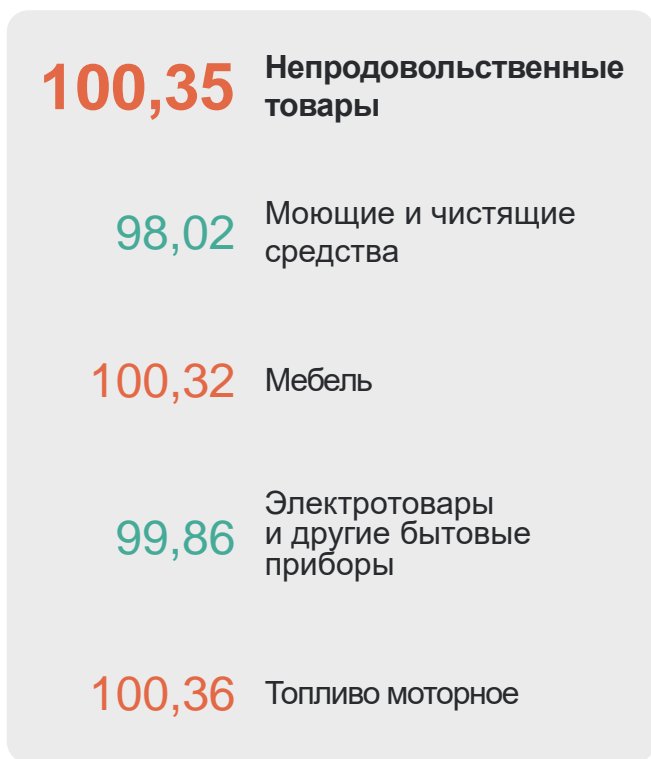 100,35 Непродовольственные
товары
98,02 Моющие и чистящие
средства
100,32 Мебель
Электротовары
99,86 и другие бытовые
приборы
100,36 Топливо моторное